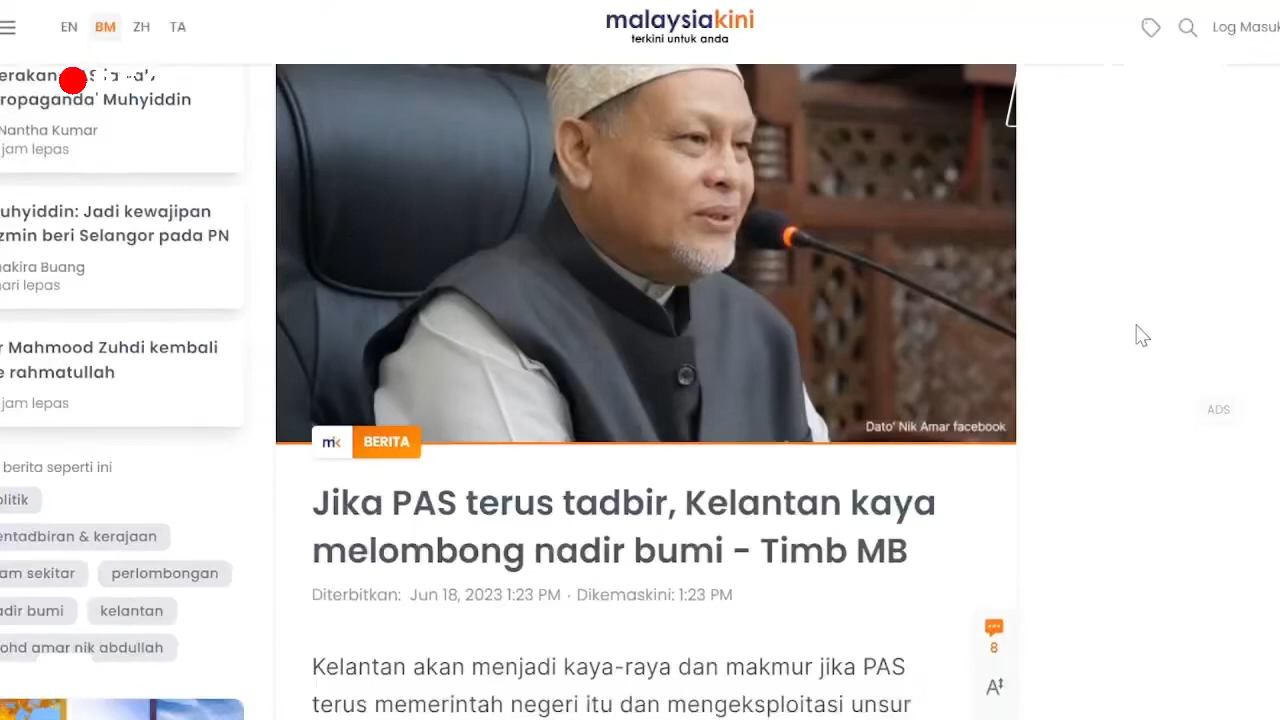 EN BM ZH TA
malaysiakini
terkini untuk anda
Log Masuk
ropaganda' Muhyiddin
Nantha Kumar
jam lepas
uhyiddin: Jadi kewajipan
zmin beri Selangor pada PN
akira Buang
ari lepas
r Mahmood Zuhdi kembali
e rahmatullah
jam lepas
berita seperti ini
olitik
entadbiran & kerajaan
am sekitar perlombongan
adir bumi kelantan
ohd amar nik abdullah
Dato' Nik Amar facebook
mk BERITA
Jika PAS terus tadbir, Kelantan kaya
melombong nadir bumi - Timb MB
Diterbitkan: Jun 18, 2023 1:23 PM · Dikemaskini: 1:23 PM
Kelantan akan menjadi kaya-raya dan makmur jika PAS
terus memerintah negeri itu dan mengeksploitasi unsur
8
A
ADS